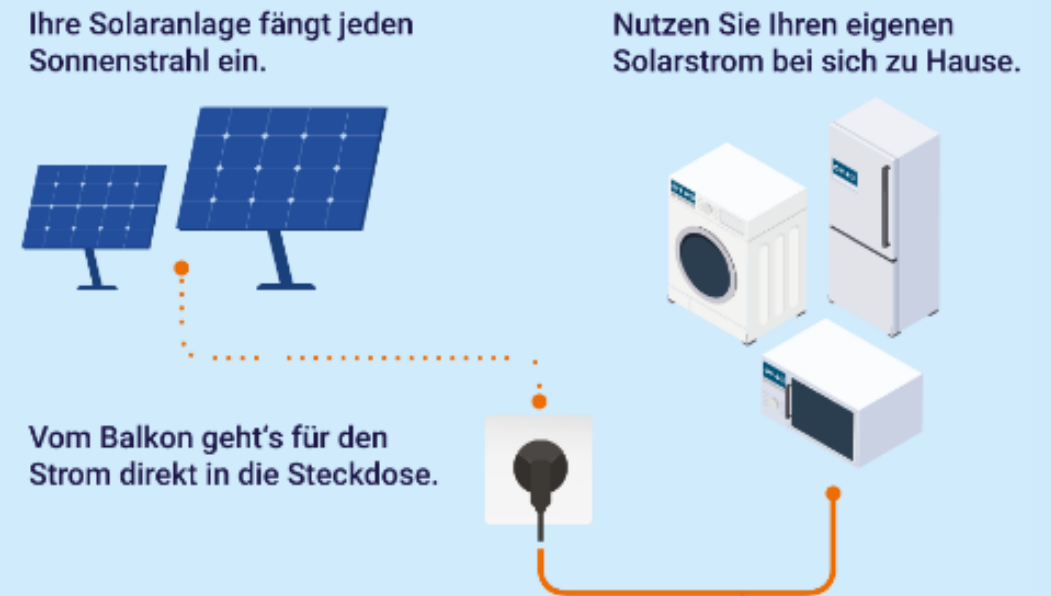 Ihre Solaranlage fängt jeden
Sonnenstrahl ein.
Nutzen Sie Ihren eigenen
Solarstrom bei sich zu Hause.
Vom Balkon geht's für den
Strom direkt in die Steckdose.